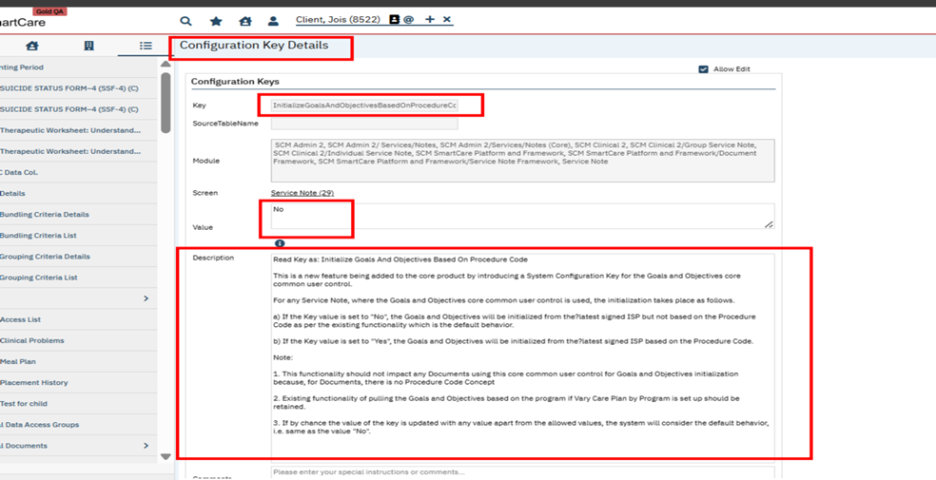 Gold QA
martCare
Client, Jois (8522)
@ + ×
Configuration Key Details
nting Period
SUICIDE STATUS FORM-4 (SSF-4) (C)
SUICIDE STATUS FORM-4 (SSF-4) (C)
Therapeutic Worksheet: Understand...
Therapeutic Worksheet: Understand...
C Data Col.
Details
Bundling Criteria Details
Bundling Criteria List
Grouping Criteria Details
Grouping Criteria List
Access List
Clinical Problems
Meal Plan
Placement History
Test for child
l Data Access Groups
l Documents
Allow Edit
Configuration Keys
Key
InitializeGoalsAndObjectivesBasedOnProcedureCo
SourceTableName
Module
SCM Admin 2, SCM Admin 2/ Services/Notes, SCM Admin 2/Services/Notes (Core), SCM Clinical 2, SCM Clinical 2/Group Service Note,
SCM Clinical 2/Individual Service Note, SCM SmartCare Platform and Framework, SCM SmartCare Platform and Framework/Document
Framework, SCM SmartCare Platform and Framework/Service Note Framework, Service Note
Screen
Service Note (29)
Value
No
Description
Read Key as: Initialize Goals And Objectives Based On Procedure Code
This is a new feature being added to the core product by introducing a System Configuration Key for the Goals and Objectives core
common user control.
For any Service Note, where the Goals and Objectives core common user control is used, the initialization takes place as follows.
a) If the Key value is set to "No", the Goals and Objectives will be initialized from the?latest signed ISP but not based on the Procedure
Code as per the existing functionality which is the default behavior.
b) If the Key value is set to "Yes", the Goals and Objectives will be initialized from the?latest signed ISP based on the Procedure Code.
Note:
1. This functionality should not impact any Documents using this core common user control for Goals and Objectives initialization
because, for Documents, there is no Procedure Code Concept
2. Existing functionality of pulling the Goals and Objectives based on the program if Vary Care Plan by Program is set up should be
retained.
3. If by chance the value of the key is updated with any value apart from the allowed values, the system will consider the default behavior,
i.e. same as the value "No".
Comments
Please enter your special instructions or comments...